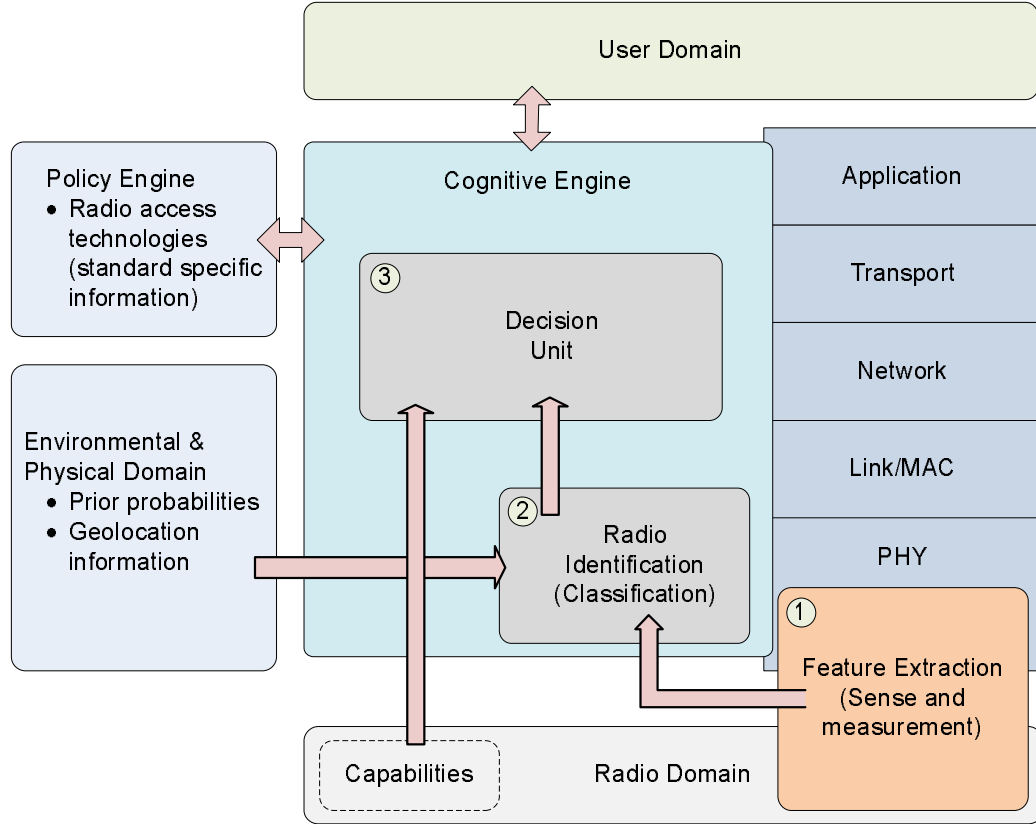 User Domain
Policy Engine
• Radio access
technologies
(standard specific
information)
Cognitive Engine
Application
Transport
Network
Link/MAC
PHY
3
Decision
Unit
Environmental &
Physical Domain
• Prior probabilities
• Geolocation
information
2
Radio
Identification
(Classification)
1
Feature Extraction
(Sense and
measurement)
Capabilities
Radio Domain